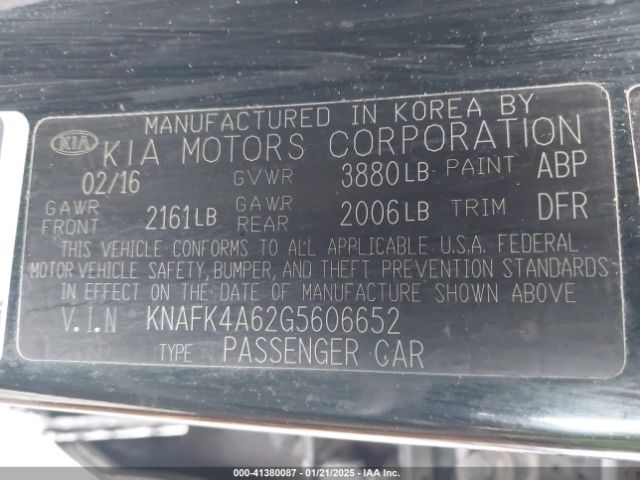 MANUFACTURED IN KOREA BY
KIA KIA MOTORS CORPORATION
02/16 GVWR 3880LB PAINT ABP
GAWR FRONT 2161LB GAWR REAR 2006LB TRIM DFR
THIS VEHICLE CONFORMS TO ALL APPLICABLE U.S.A. FEDERAL
MOTOR VEHICLE SAFETY, BUMPER, AND THEFT PREVENTION STANDARDS
IN EFFECT ON THE DATE OF MANUFACTURE SHOWN ABOVE
V.I.N KNAFK4A62G5606652
TYPE PASSENGER CAR
000-41380087 - 01/21/2025 - IAA Inc.